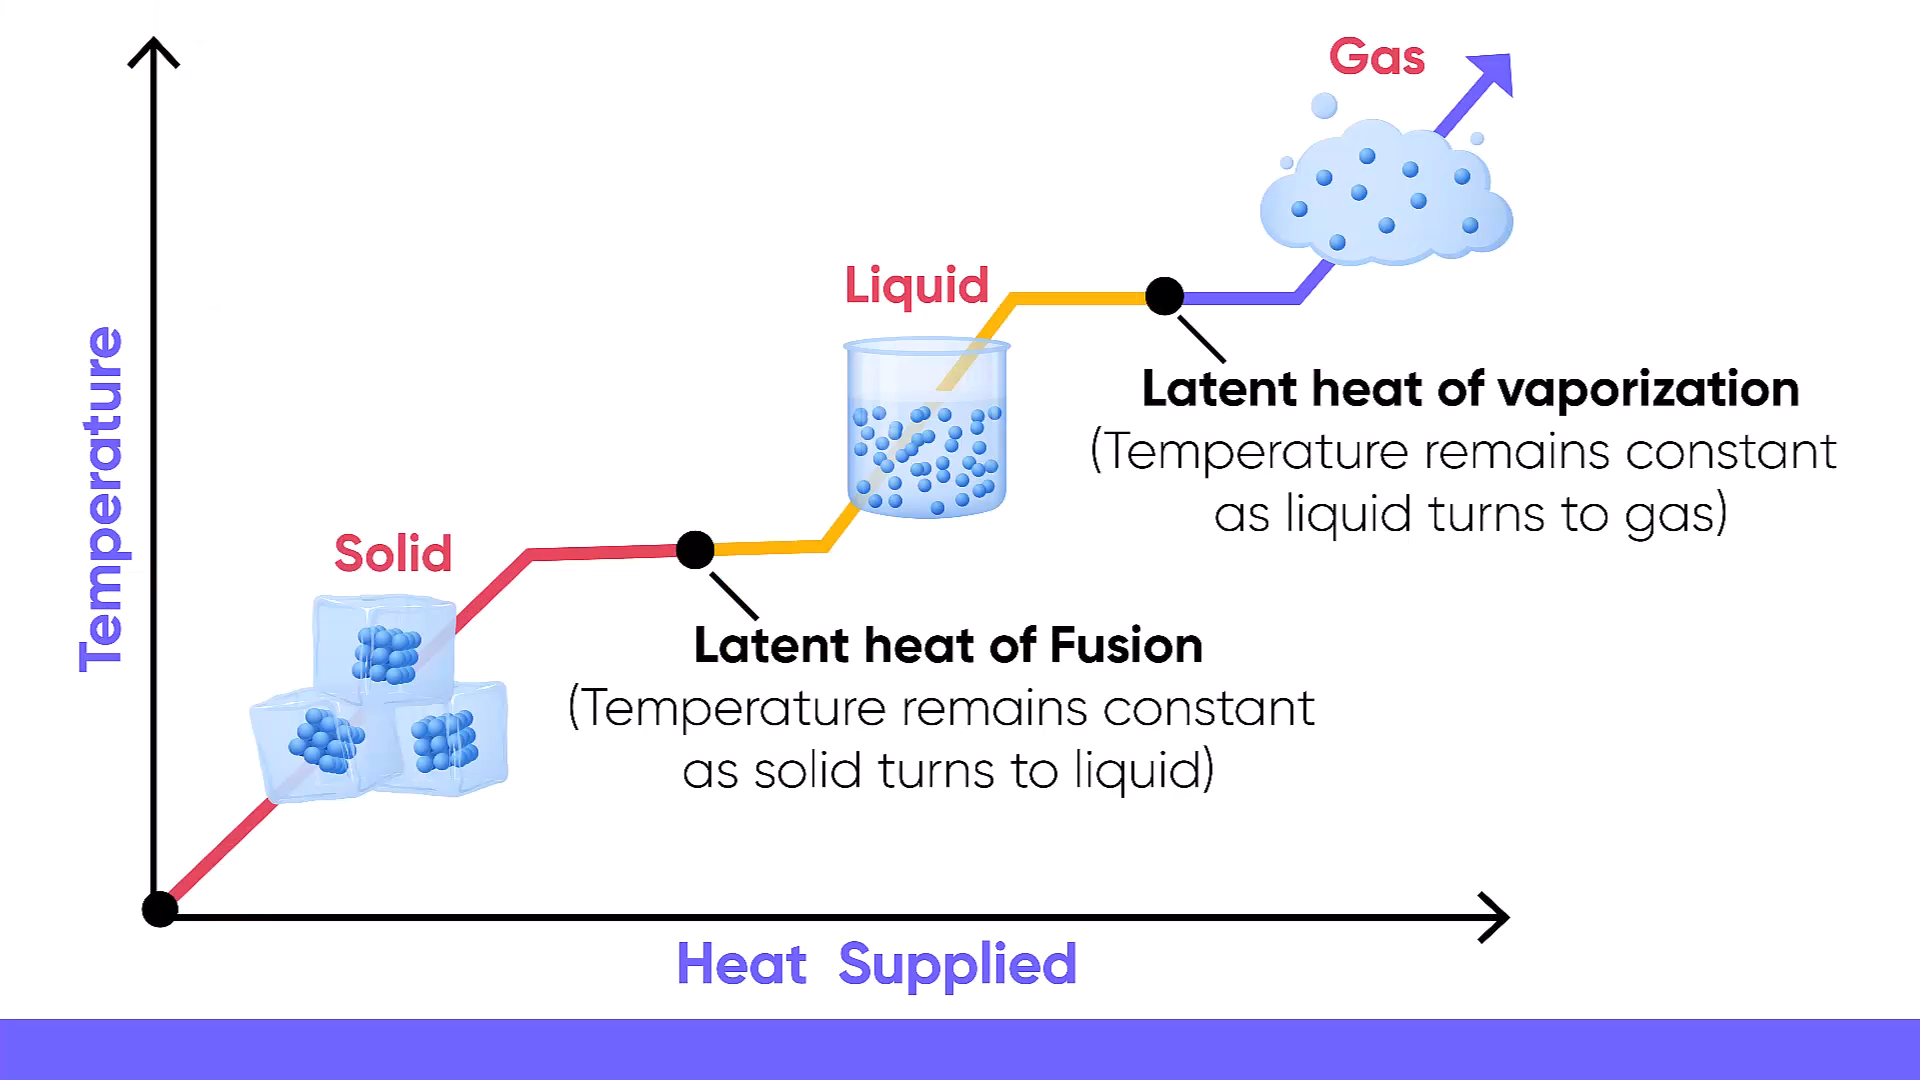 Gas
Liquid
Latent heat of vaporization
(Temperature remains constant
as liquid turns to gas)
Solid
Latent heat of Fusion
(Temperature remains constant
as solid turns to liquid)
Temperature
Heat Supplied